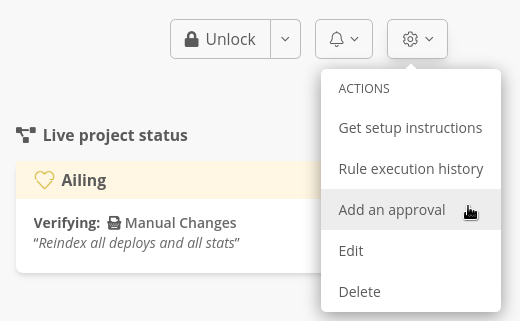 Unlock
ACTIONS
Get setup instructions
Rule execution history
Add an approval
Edit
Delete
Live project status
Ailing
Verifying: Manual Changes
“Reindex all deploys and all stats”